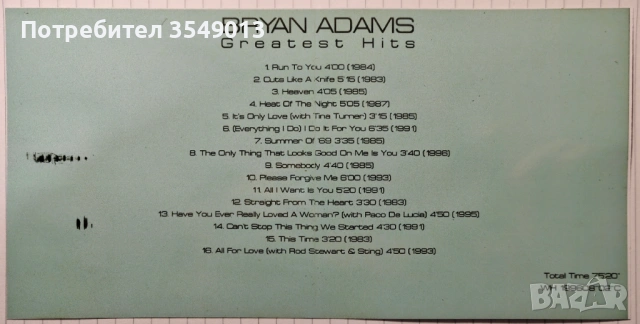 Потребител 3549013
BRYAN ADAMS
Greatest Hits
1. Run To You 4'00 (1984)
2. Cuts Like A Knife 5'15 (1983)
3. Heaven 4'05 (1985)
4. Heat Of The Night 5'05 (1987)
5. It's Only Love (with Tina Turner) 3'15 (1985)
6. (Everything I Do) I Do It For You 6'35 (1991)
7. Summer Of '69 3'35 (1985)
8. The Only Thing That Looks Good On Me Is You 3'40 (1996)
9. Somebody 4'40 (1985)
10. Please Forgive Me 6'00 (1993)
11. All I Want Is You 5'20 (1991)
12. Straight From The Heart 3'30 (1983)
13. Have You Ever Really Loved A Woman? (with Paco De Lucia) 4'50 (1995)
14. Can't Stop This Thing We Started 4'30 (1991)
15. This Time 3'20 (1983)
16. All For Love (with Rod Stewart & Sting) 4'50 (1993)
Total Time 75'20"
bazar